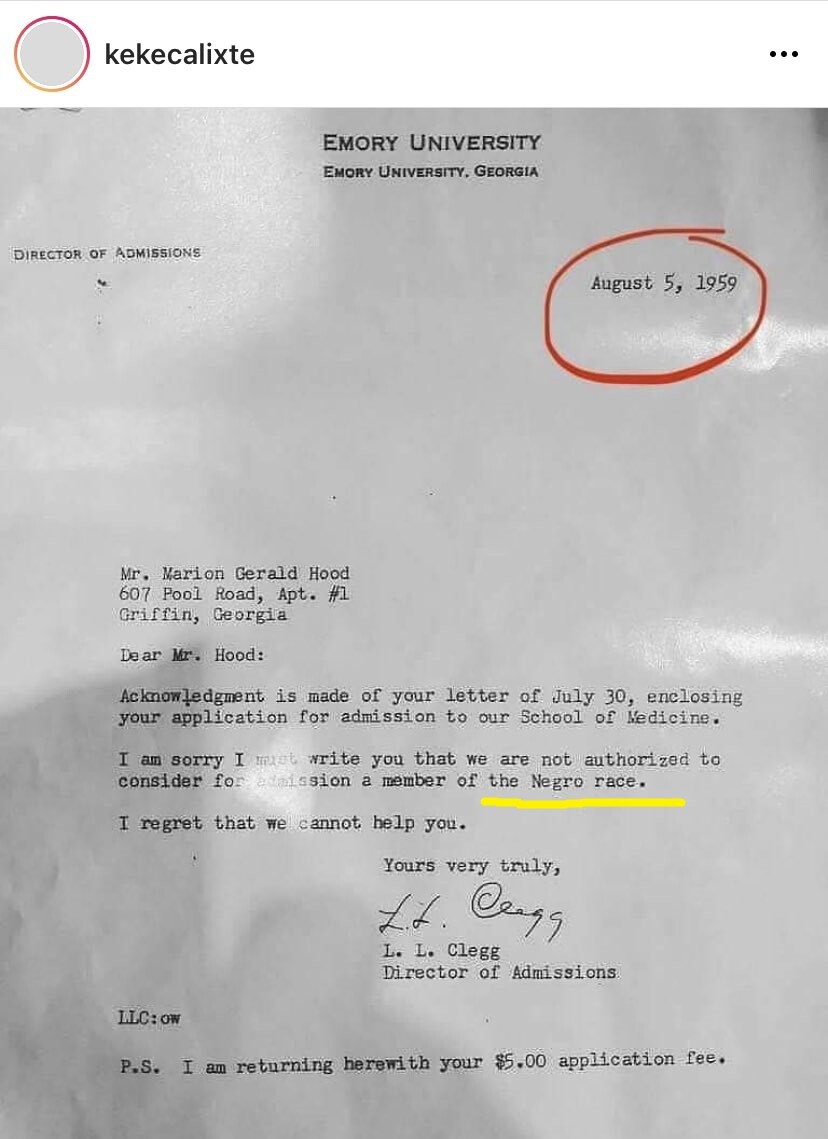 kekecalixte
EMORY UNIVERSITY
EMORY UNIVERSITY, GEORGIA
DIRECTOR OF ADMISSIONS
August 5, 1959
Mr. Marion Gerald Hood
607 Pool Road, Apt. #1
Griffin, Georgia
Dear Mr. Hood:
Acknowledgment is made of your letter of July 30, enclosing
your application for admission to our School of Medicine.
I am sorry I must write you that we are not authorized to
consider for admission a member of the Negro race.
I regret that we cannot help you.
Yours very truly,
L. L. Clegg
L. L. Clegg
Director of Admissions
LLC:ow
P.S. I am returning herewith your $5.00 application fee.